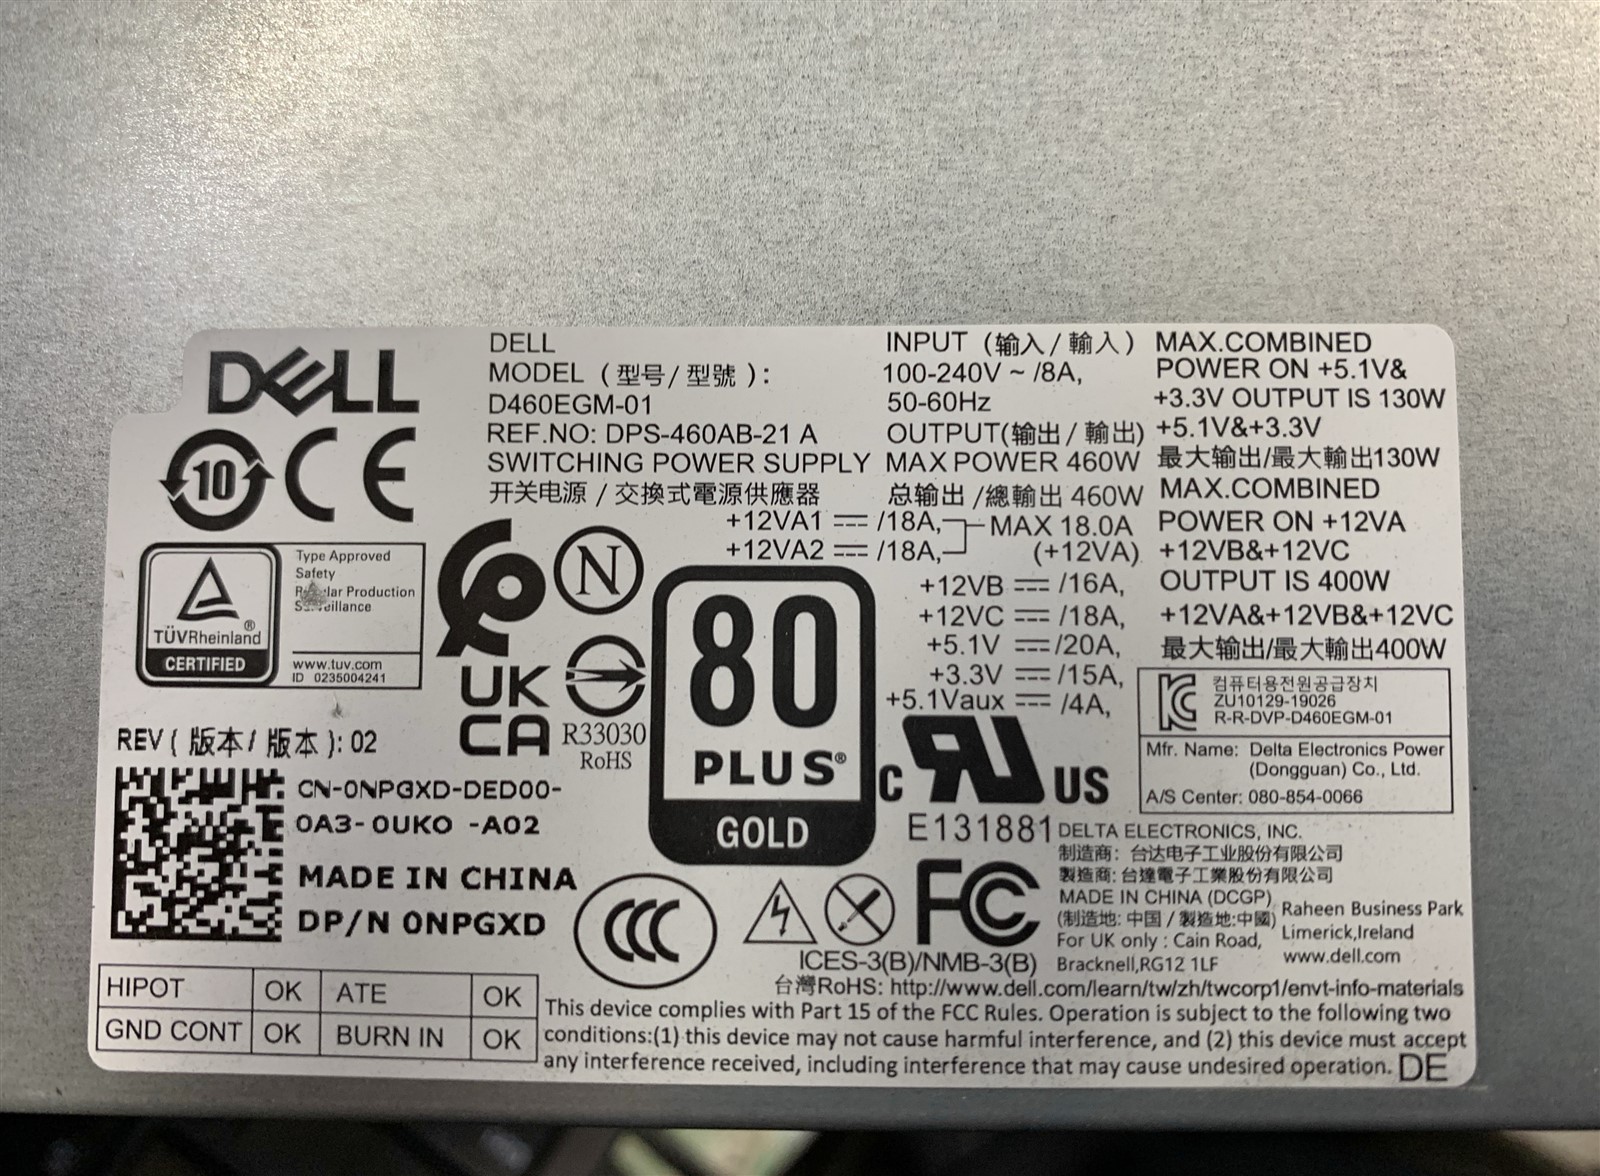 DELL
10
CE
DELL
MODEL (型号/型號):
D460EGM-01
REF.NO: DPS-460AB-21 A
SWITCHING POWER SUPPLY
开关电源 / 交換式電源供應器
INPUT (输入/輸入)
100-240V ~ /8A,
50-60Hz
OUTPUT(输出/輸出)
MAX POWER 460W
总输出/總輸出 460W
+12VA1 ⎓ /18A,
+12VA2 ⎓ /18A,
MAX 18.0A
(+12VA)
+12VB ⎓ /16A,
+12VC ⎓ /18A,
+5.1V ⎓ /20A,
+3.3V ⎓ /15A,
+5.1Vaux ⎓ /4A,
MAX.COMBINED
POWER ON +5.1V&
+3.3V OUTPUT IS 130W
+5.1V&+3.3V
最大输出/最大輸出130W
MAX.COMBINED
POWER ON +12VA
+12VB&+12VC
OUTPUT IS 400W
+12VA&+12VB&+12VC
最大输出/最大輸出400W
TÜVRheinland®
CERTIFIED
Type Approved
Safety
Production
www.tuv.com
ID 0235004241
N
UK
CA
R33030
RoHS
80
PLUS®
GOLD
C US
E131881
컴퓨터용전원공급장치
ZU10129-19026
R-R-DVP-D460EGM-01
Mfr. Name: Delta Electronics Power
(Dongguan) Co., Ltd.
A/S Center: 080-854-0066
REV ( 版本/ 版本 ): 02
CN-0NPGXD-DED00-
0A3-0UKO -A02
MADE IN CHINA
DP/N 0NPGXD
CCC
FC
ICES-3(B)/NMB-3(B)
DELTA ELECTRONICS, INC.
制造商: 台达电子工业股份有限公司
製造商: 台達電子工業股份有限公司
MADE IN CHINA (DCGP)
(制造地: 中国 / 製造地:中國)
For UK only : Cain Road,
Bracknell,RG12 1LF
Raheen Business Park
Limerick,Ireland
www.dell.com
台灣RoHS: http://www.dell.com/learn/tw/zh/twcorp1/envt-info-materials
HIPOT OK ATE OK
GND CONT OK BURN IN OK
This device complies with Part 15 of the FCC Rules. Operation is subject to the following two
conditions:(1) this device may not cause harmful interference, and (2) this device must accept
any interference received, including interference that may cause undesired operation.
DE